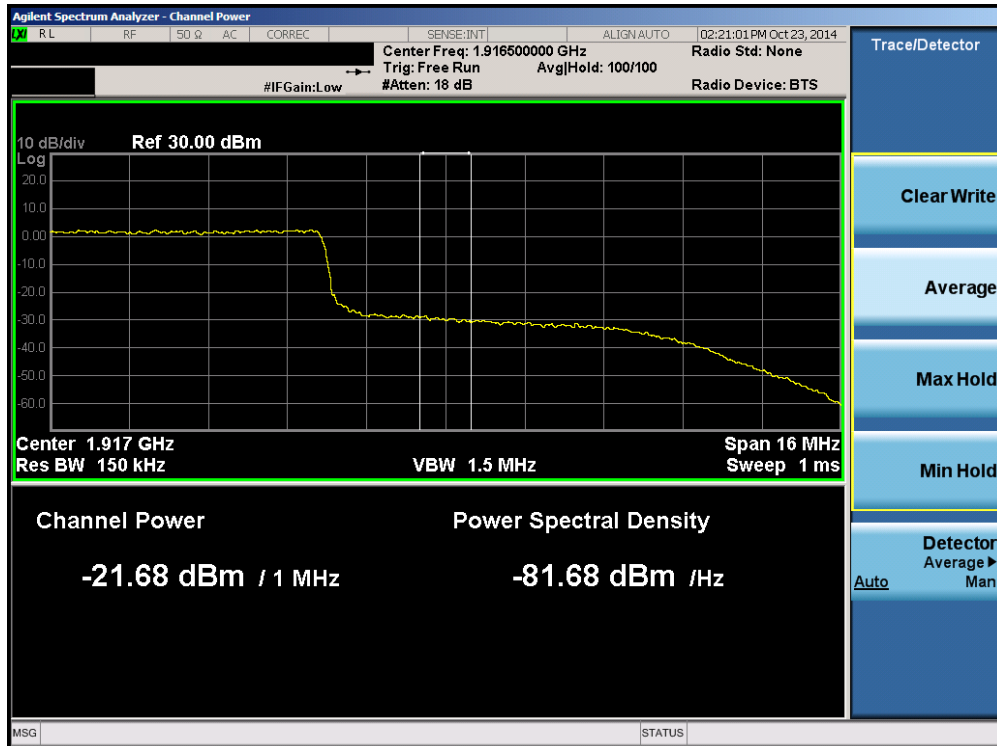 Agilent Spectrum Analyzer - Channel Power
LXI RL RF 50 Ω AC CORREC SENSE:INT ALIGN AUTO 02:21:01 PM Oct 23, 2014
Center Freq: 1.916500000 GHz Radio Std: None
Trig: Free Run Avg|Hold: 100/100
#IFGain:Low #Atten: 18 dB Radio Device: BTS
10 dB/div Ref 30.00 dBm
Log
20.0
10.0
0.00
-10.0
-20.0
-30.0
-40.0
-50.0
-60.0
Center 1.917 GHz Span 16 MHz
Res BW 150 kHz VBW 1.5 MHz Sweep 1 ms
Channel Power Power Spectral Density
-21.68 dBm / 1 MHz -81.68 dBm /Hz
MSG STATUS
Trace/Detector
Clear Write
Average
Max Hold
Min Hold
Detector
Average▶
Auto Man